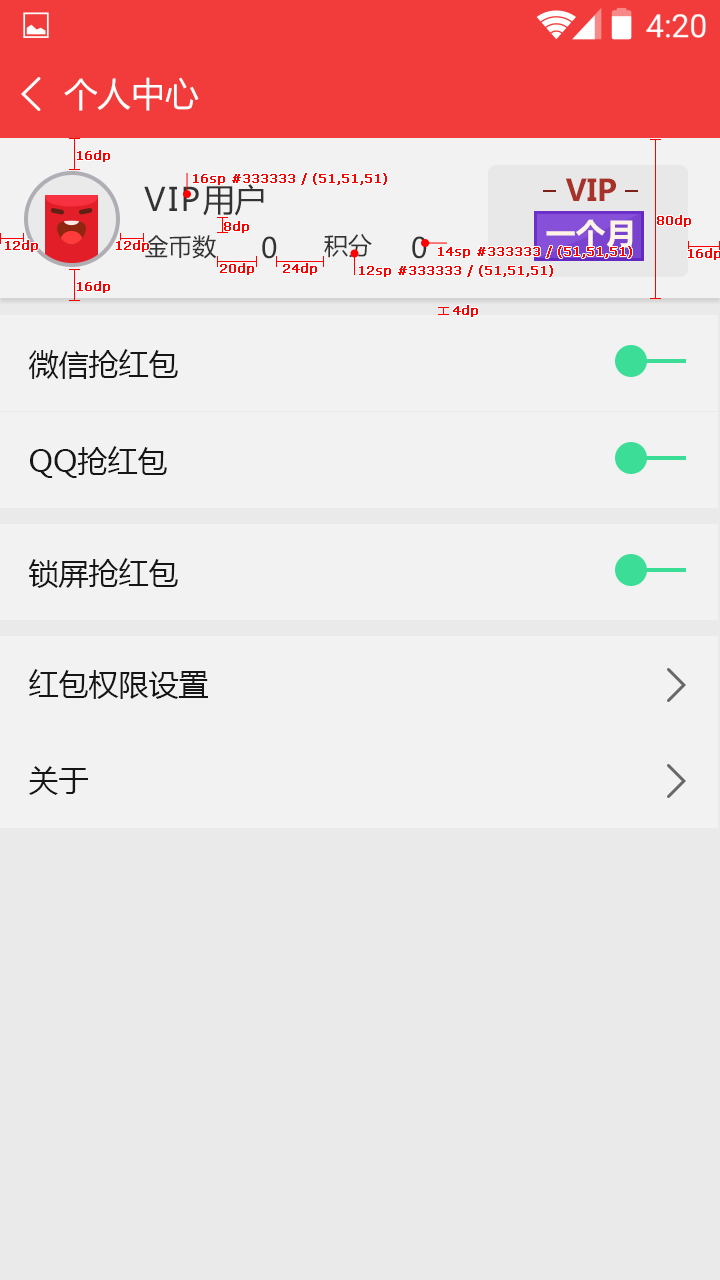 4:20
个人中心
16dp
16sp #333333 / (51,51,51)
VIP用户
8dp
12dp
12dp
金币数
0
积分
0
20dp
24dp
14sp #333333 / (51,51,51)
12sp #333333 / (51,51,51)
VIP
一个月
80dp
16dp
16dp
4dp
微信抢红包
QQ抢红包
锁屏抢红包
红包权限设置
关于